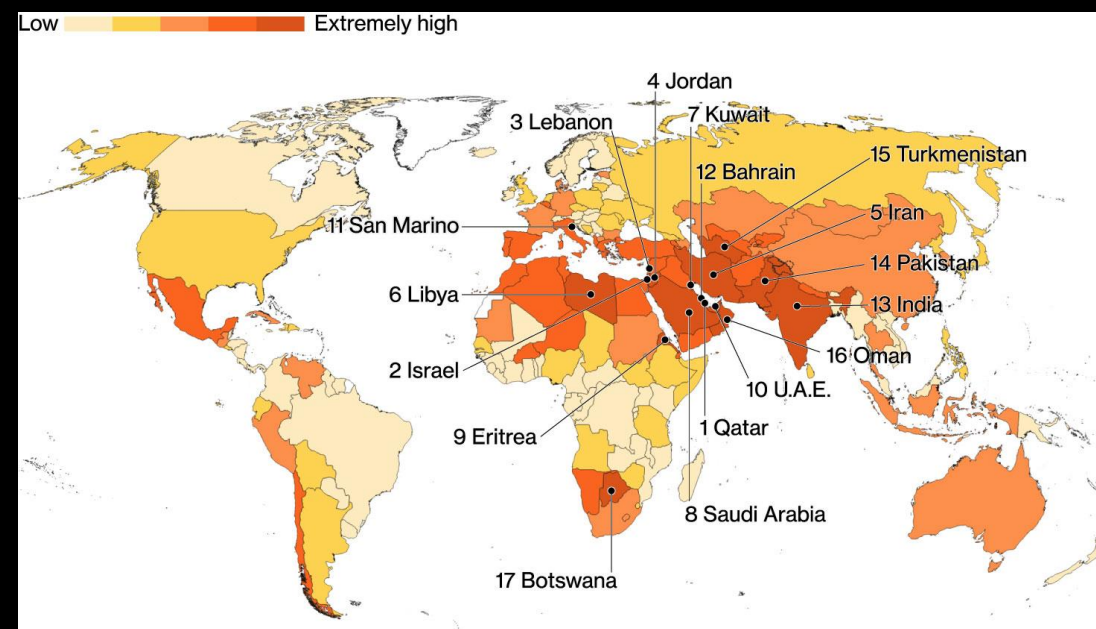 Low Extremely high
4 Jordan
3 Lebanon
7 Kuwait
15 Turkmenistan
12 Bahrain
5 Iran
11 San Marino
14 Pakistan
6 Libya
13 India
16 Oman
2 Israel
10 U.A.E.
1 Qatar
9 Eritrea
8 Saudi Arabia
17 Botswana